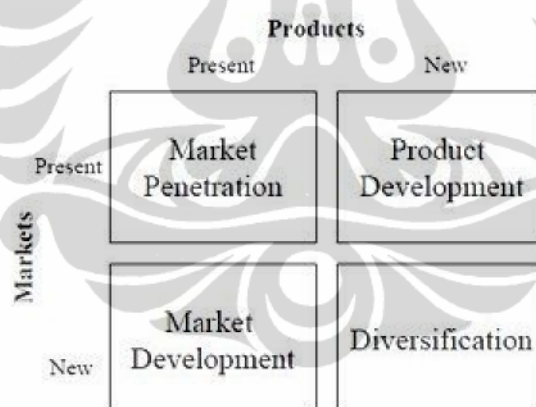 Products
Present New
Present
Market Product
Penetration Development
Markets
Market
Development
Diversification
New